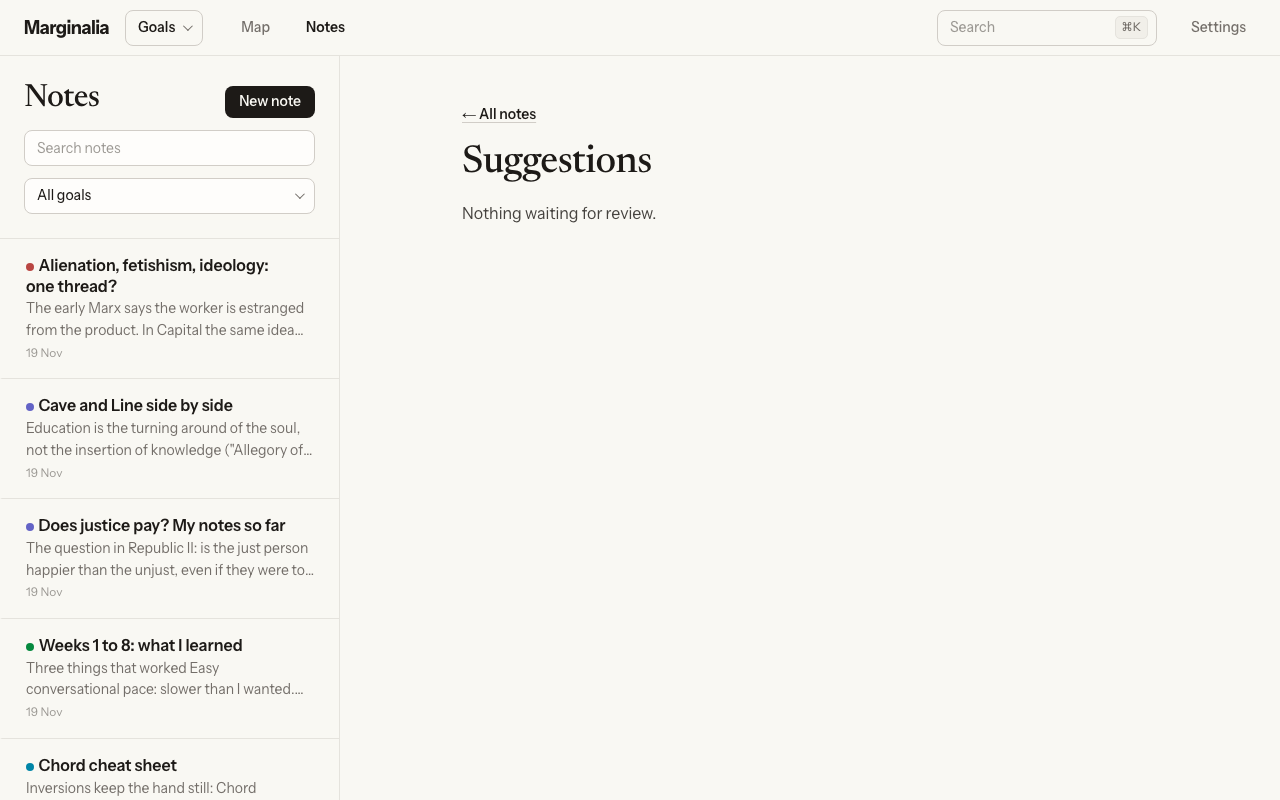 Marginalia
Goals
Map
Notes
Search
⌘K
Settings
Notes
New note
Search notes
All goals
Alienation, fetishism, ideology:
one thread?
The early Marx says the worker is estranged
from the product. In Capital the same idea...
19 Nov
Cave and Line side by side
Education is the turning around of the soul,
not the insertion of knowledge ("Allegory of...
19 Nov
Does justice pay? My notes so far
The question in Republic II: is the just person
happier than the unjust, even if they were to...
19 Nov
Weeks 1 to 8: what I learned
Three things that worked Easy
conversational pace: slower than I wanted....
19 Nov
Chord cheat sheet
Inversions keep the hand still: Chord
← All notes
Suggestions
Nothing waiting for review.